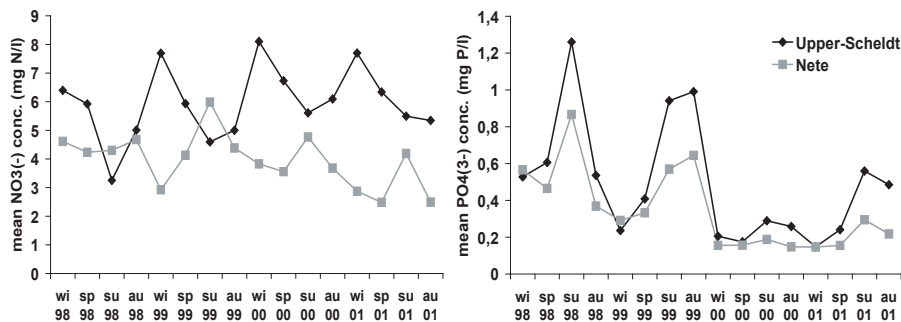 mean NO3(-) conc. (mg N/l)
9
8
7
6
5
4
3
2
1
0
wi sp su au wi sp su au wi sp su au wi sp su au
98 98 98 98 99 99 99 99 00 00 00 00 01 01 01 01
mean PO4(3-) conc. (mg P/l)
1,4
1,2
1
0,8
0,6
0,4
0,2
0
Upper-Scheldt
Nete
wi sp su au wi sp su au wi sp su au wi sp su au
98 98 98 98 99 99 99 99 00 00 00 00 01 01 01 01